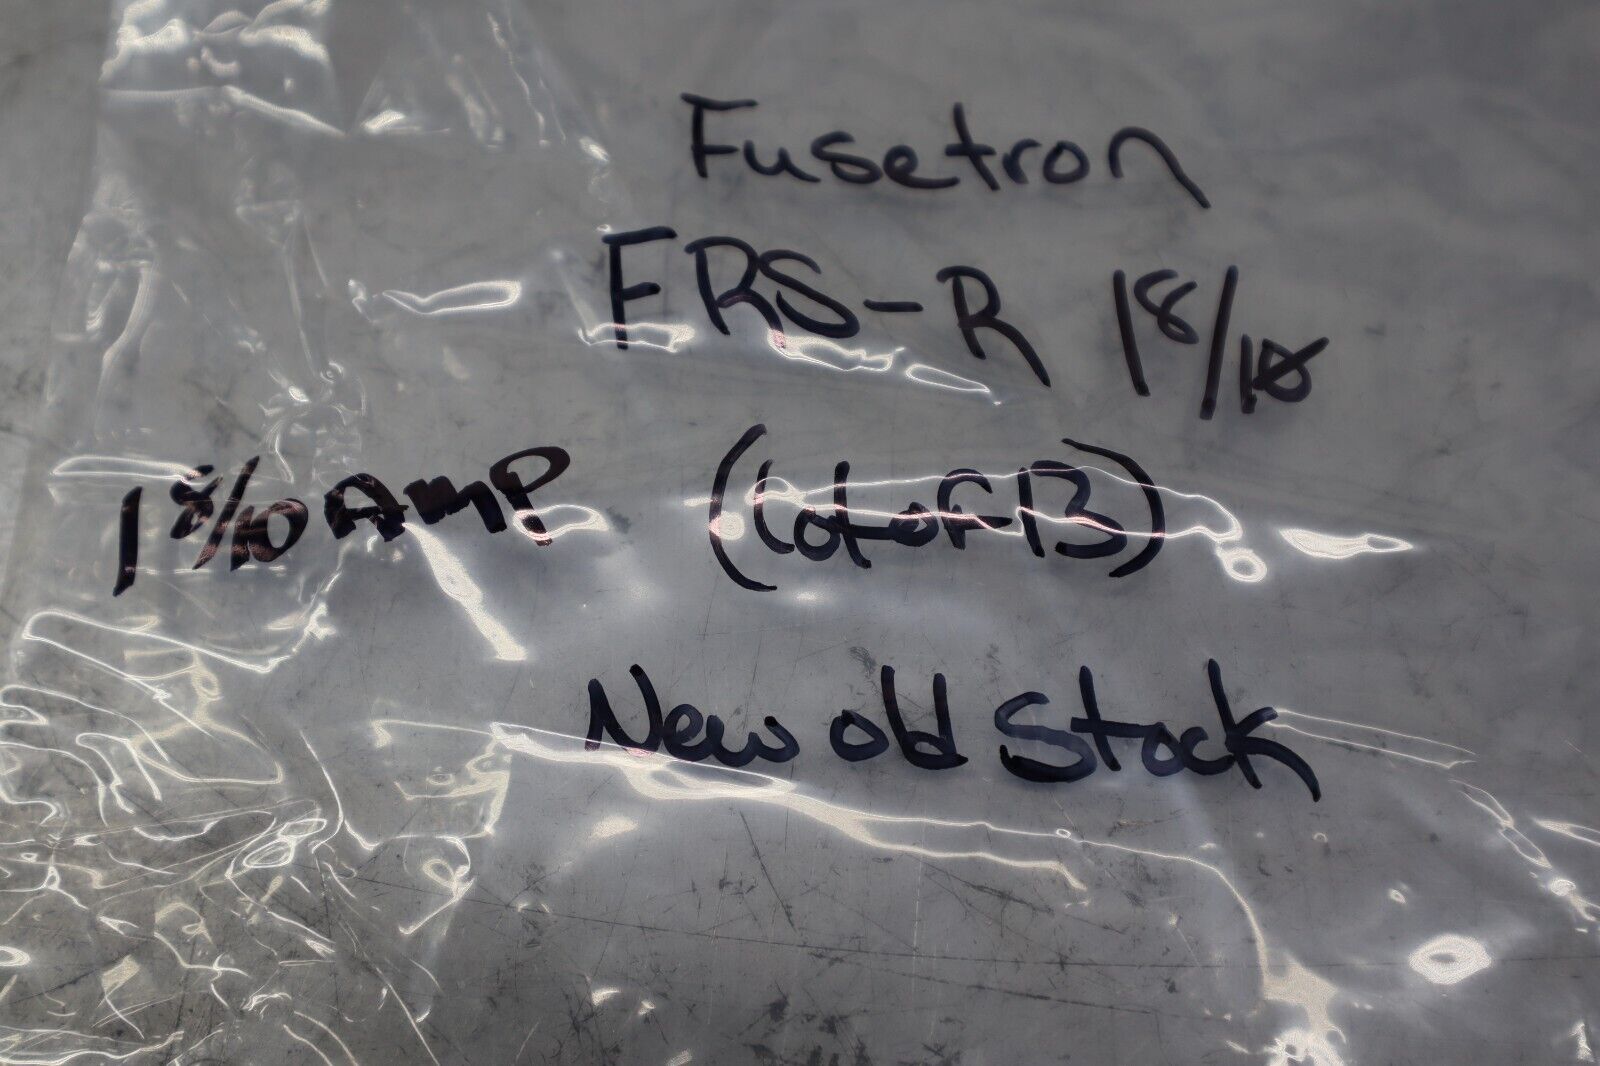 Fusetron
FRS-R 1 8/10
1 8/10 AMP (Lot of 13)
New old Stock